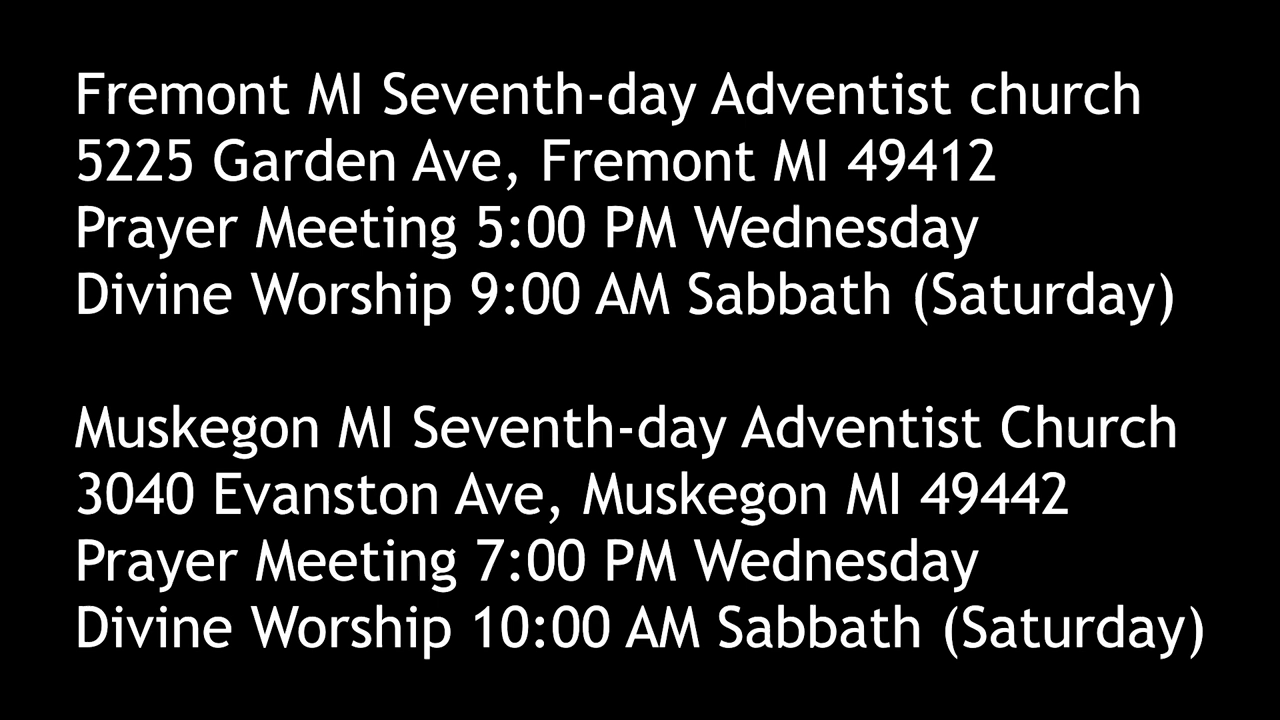 Fremont MI Seventh-day Adventist church
5225 Garden Ave, Fremont MI 49412
Prayer Meeting 5:00 PM Wednesday
Divine Worship 9:00 AM Sabbath (Saturday)
Muskegon MI Seventh-day Adventist Church
3040 Evanston Ave, Muskegon MI 49442
Prayer Meeting 7:00 PM Wednesday
Divine Worship 10:00 AM Sabbath (Saturday)